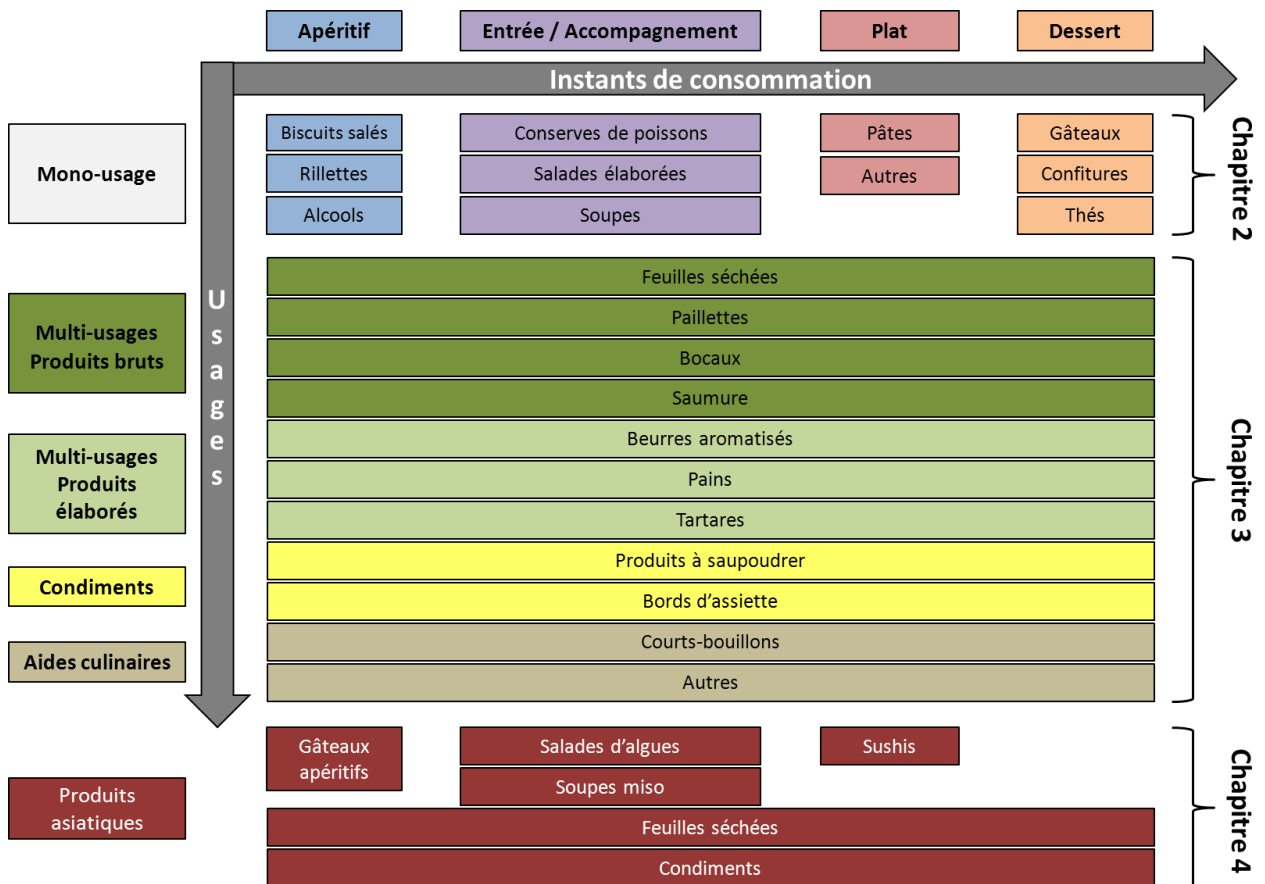 Apéritif
Entrée / Accompagnement
Plat
Dessert
Instants de consommation
Usages
Mono-usage
Biscuits salés
Conserves de poissons
Pâtes
Gâteaux
Rillettes
Salades élaborées
Autres
Confitures
Alcools
Soupes
Thés
Chapitre 2
Multi-usages
Produits bruts
Feuilles séchées
Paillettes
Bocaux
Saumure
Multi-usages
Produits
élaborés
Beurres aromatisés
Pains
Tartares
Condiments
Produits à saupoudrer
Bords d’assiette
Aides culinaires
Courts-bouillons
Autres
Chapitre 3
Produits
asiatiques
Gâteaux
apéritifs
Salades d’algues
Sushis
Soupes miso
Feuilles séchées
Condiments
Chapitre 4